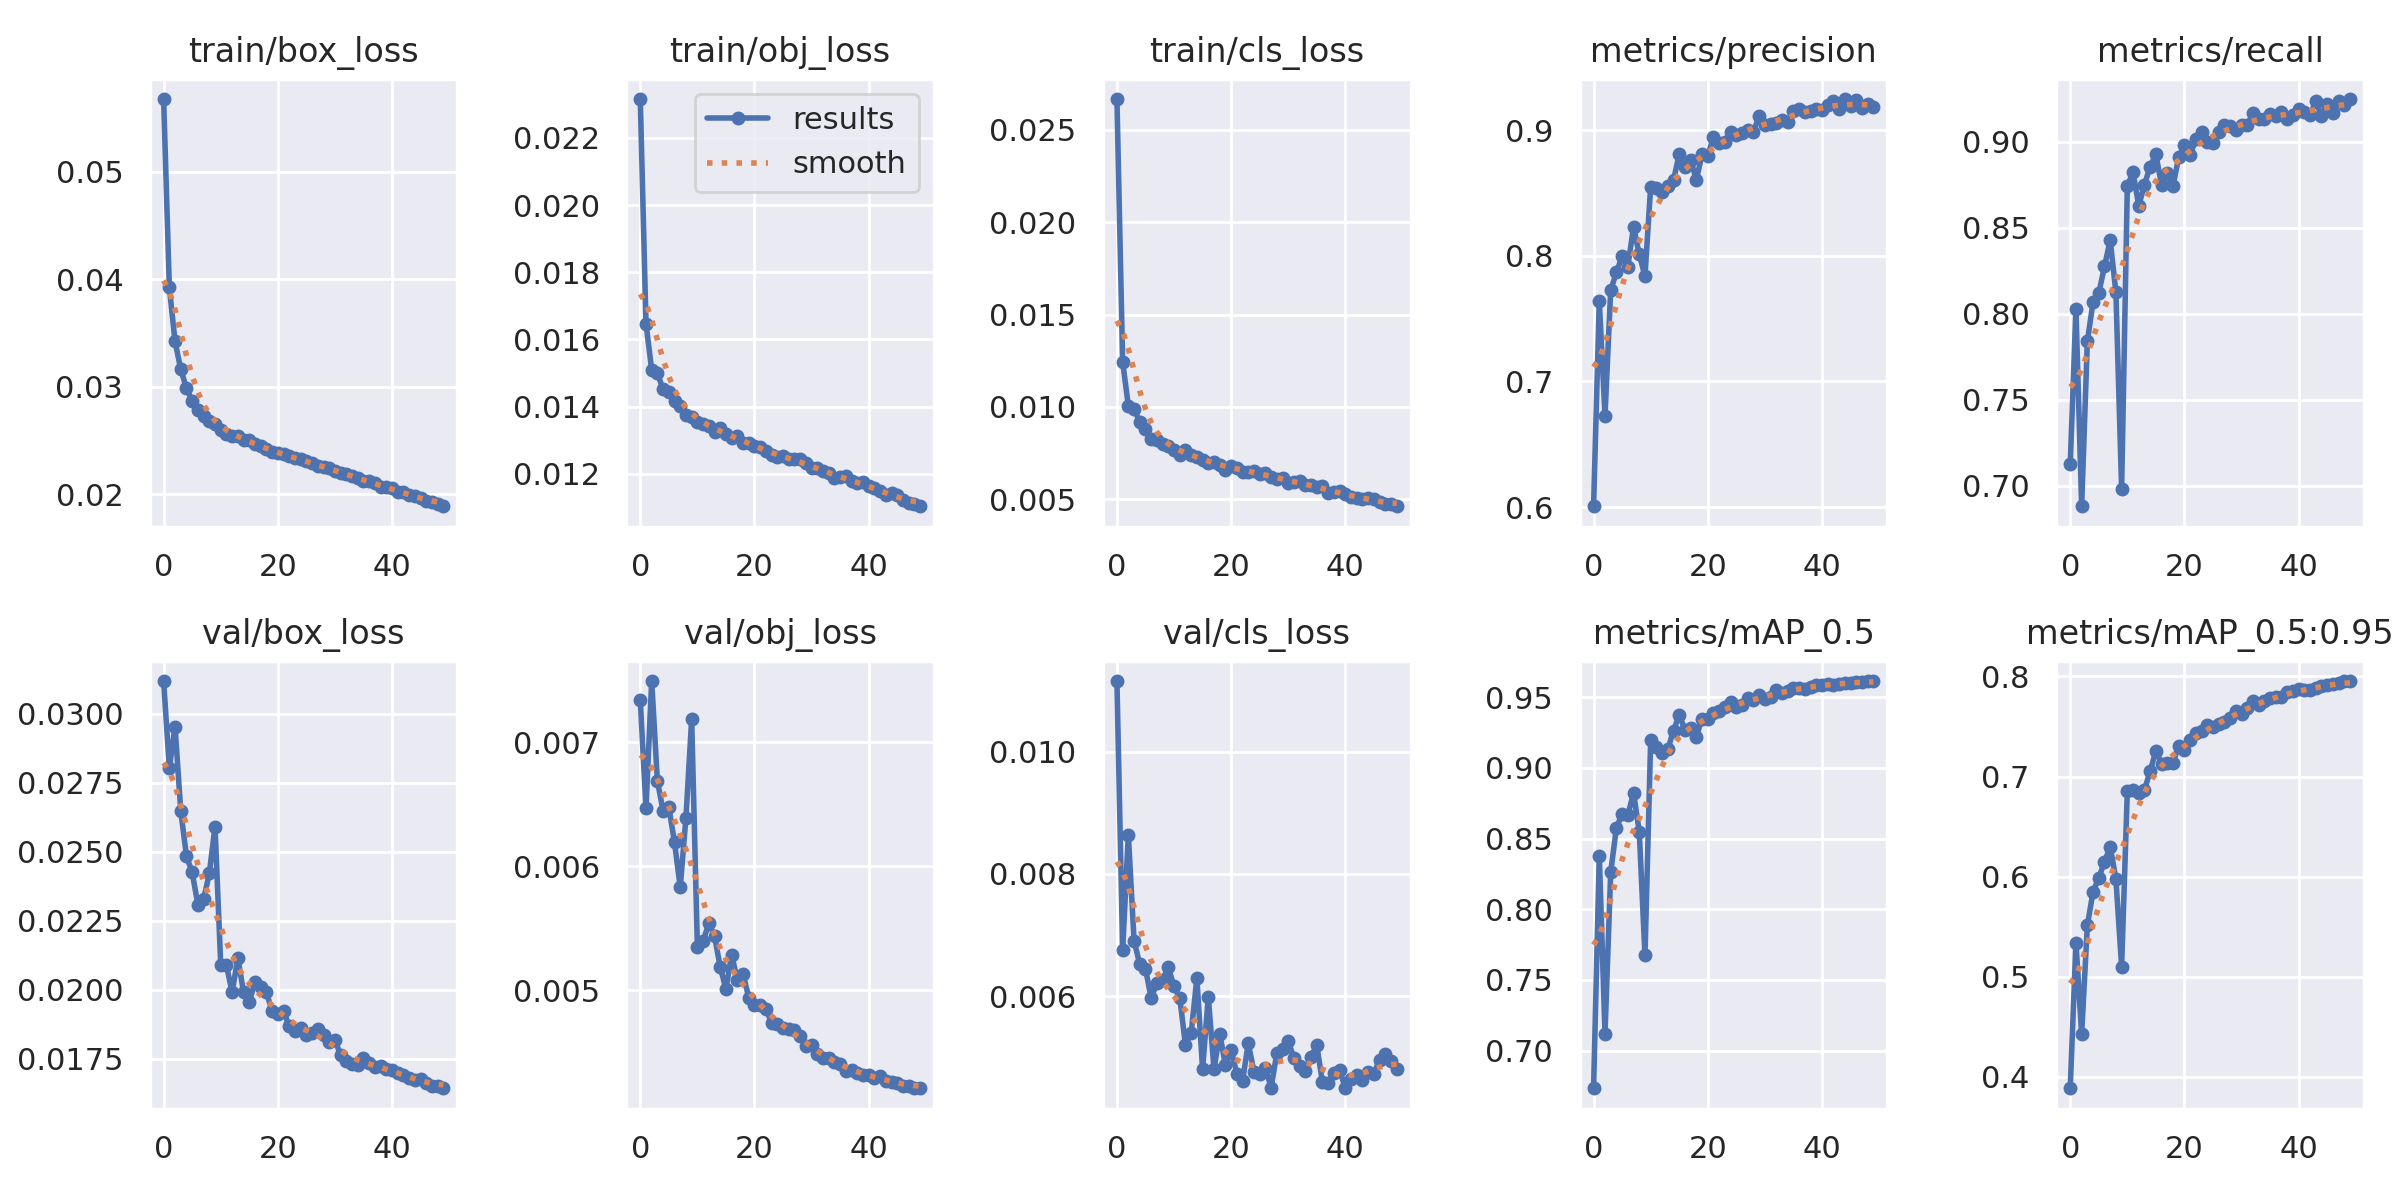 train/box_loss
train/obj_loss
train/cls_loss
metrics/precision
metrics/recall
0.05
0.04
0.03
0.02
0 20 40
results
smooth
0.022
0.020
0.018
0.016
0.014
0.012
0 20 40
0.025
0.020
0.015
0.010
0.005
0 20 40
0.9
0.8
0.7
0.6
0 20 40
0.90
0.85
0.80
0.75
0.70
0 20 40
val/box_loss
val/obj_loss
val/cls_loss
metrics/mAP_0.5
metrics/mAP_0.5:0.95
0.0300
0.0275
0.0250
0.0225
0.0200
0.0175
0 20 40
0.007
0.006
0.005
0 20 40
0.010
0.008
0.006
0 20 40
0.95
0.90
0.85
0.80
0.75
0.70
0 20 40
0.8
0.7
0.6
0.5
0.4
0 20 40